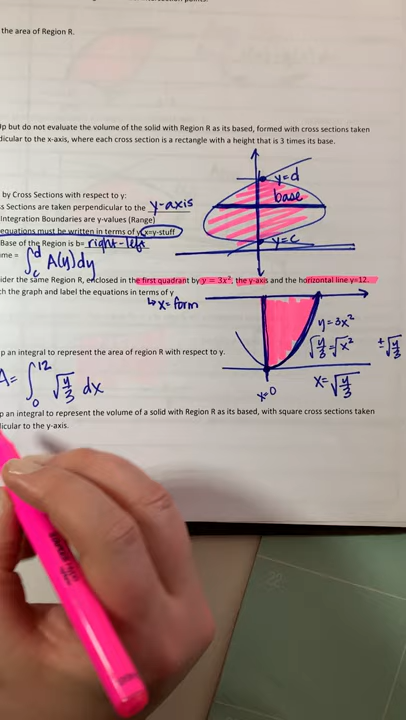 the area of Region R.
Up but do not evaluate the volume of the solid with Region R as its based, formed with cross sections taken
dicular to the x-axis, where each cross section is a rectangle with a height that is 3 times its base.
y=d
base
y=c
by Cross Sections with respect to y:
s Sections are taken perpendicular to the y-axis
Integration Boundaries are y-values (Range)
equations must be written in terms of y x=y-stuff
Base of the Region is b= right-left
me = ∫_c^d A(y)dy
ider the same Region R, enclosed in the first quadrant by y = 3x², the y-axis and the horizontal line y=12.
ch the graph and label the equations in terms of y
↳x= form
y=3x²
√(y/3)=√x²
±√(y/3)
x=√(y/3)
x=0
p an integral to represent the area of region R with respect to y.
A= ∫_0^12 √(y/3) dx
p an integral to represent the volume of a solid with Region R as its based, with square cross sections taken
dicular to the y-axis.